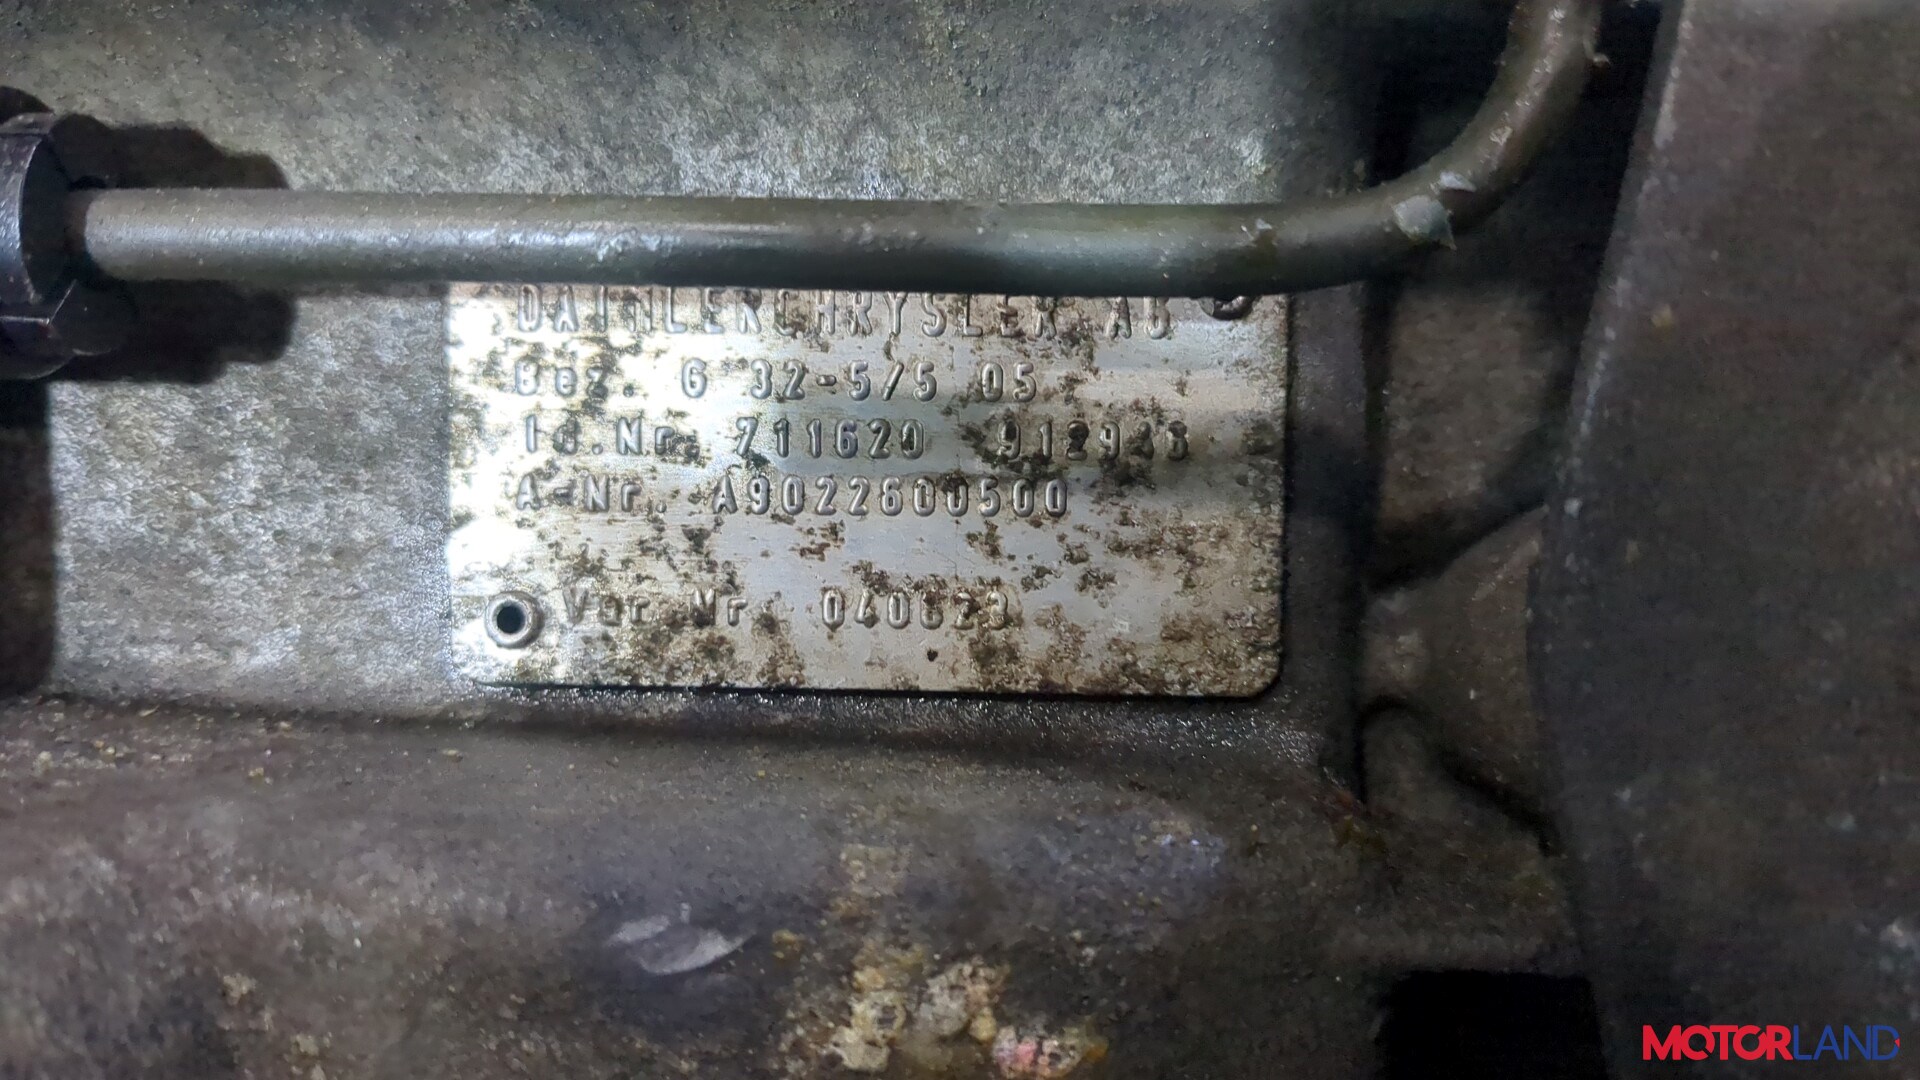 DAIMLERCHRYSLER AG
Bez. G 32-5/5 05
Id.Nr. 711620
A-Nr. A9022600500
Var.Nr.
MOTORLAND